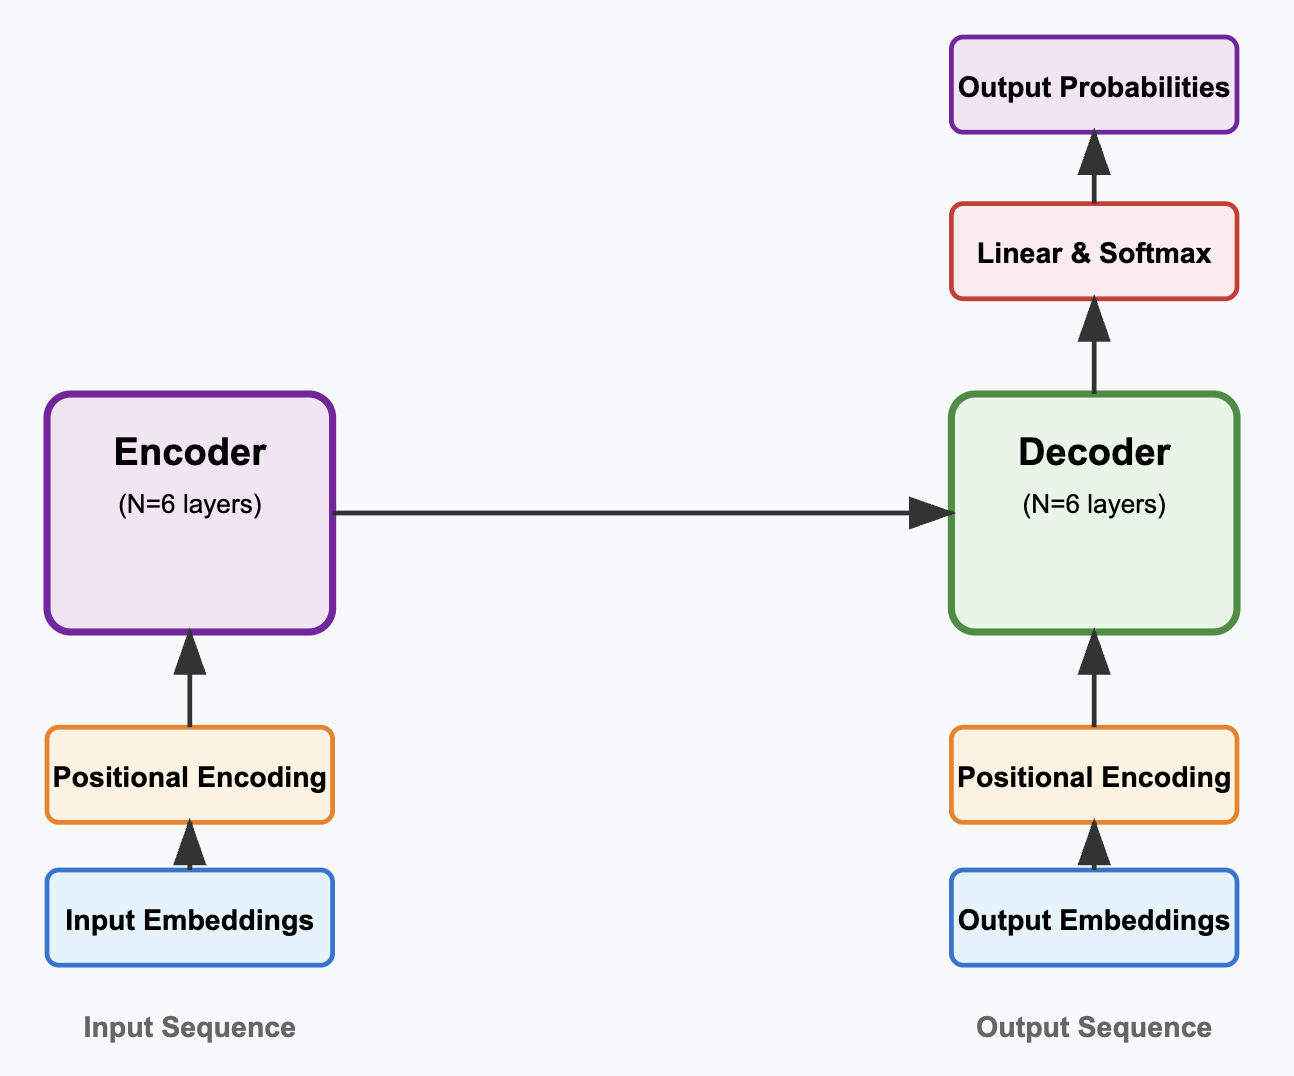 Output Probabilities
Linear & Softmax
Encoder
(N=6 layers)
Decoder
(N=6 layers)
Positional Encoding
Positional Encoding
Input Embeddings
Output Embeddings
Input Sequence
Output Sequence